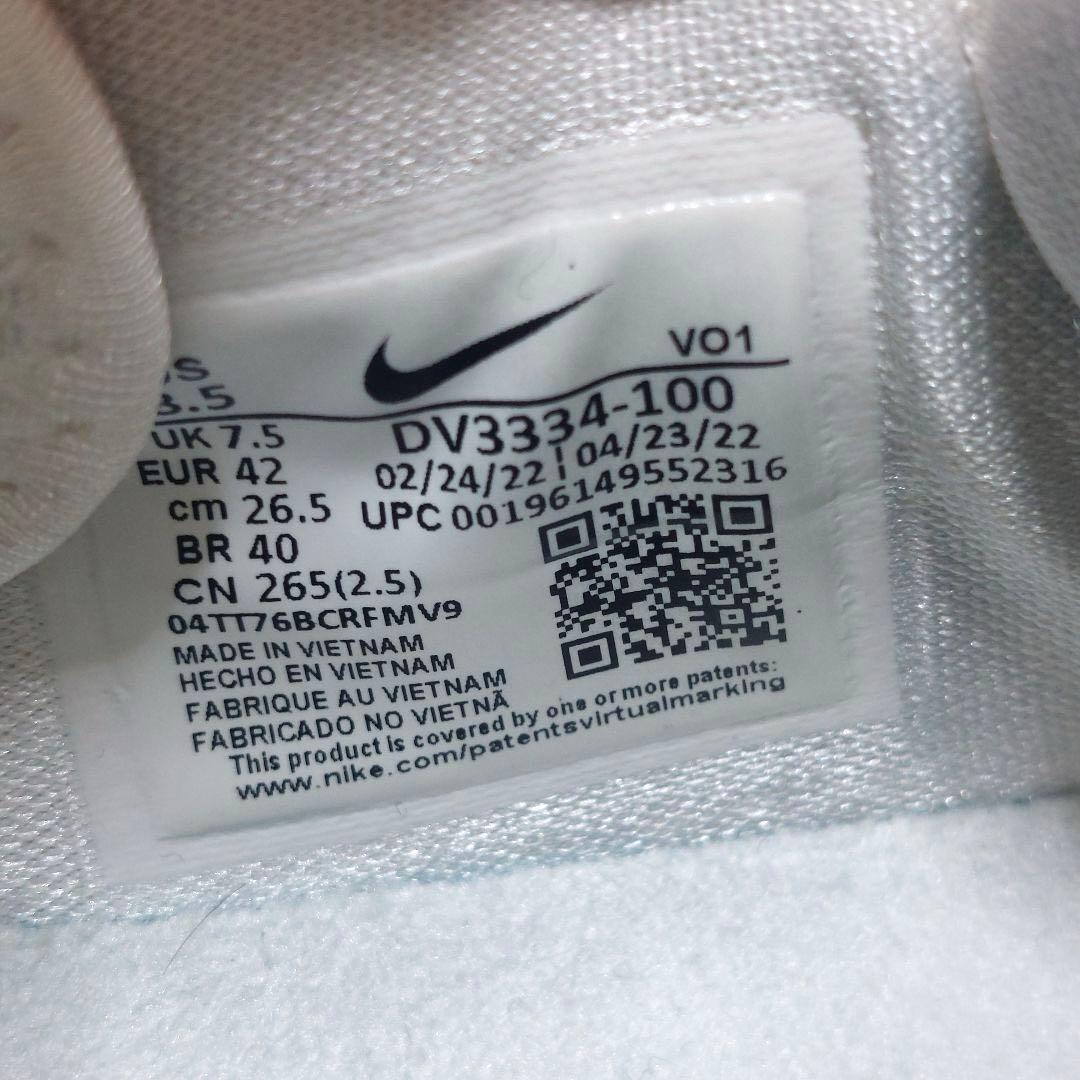 VO1
UK 7.5
DV3334-100
EUR 42
02/24/22 | 04/23/22
cm 26.5
UPC 00196149552316
BR 40
CN 265(2.5)
04TT76BCRFMV9
MADE IN VIETNAM
HECHO EN VIETNAM
FABRIQUE AU VIETNAM
FABRICADO NO VIETNÃ
This product is covered by one or more patents:
www.nike.com/patentsvirtualmarking